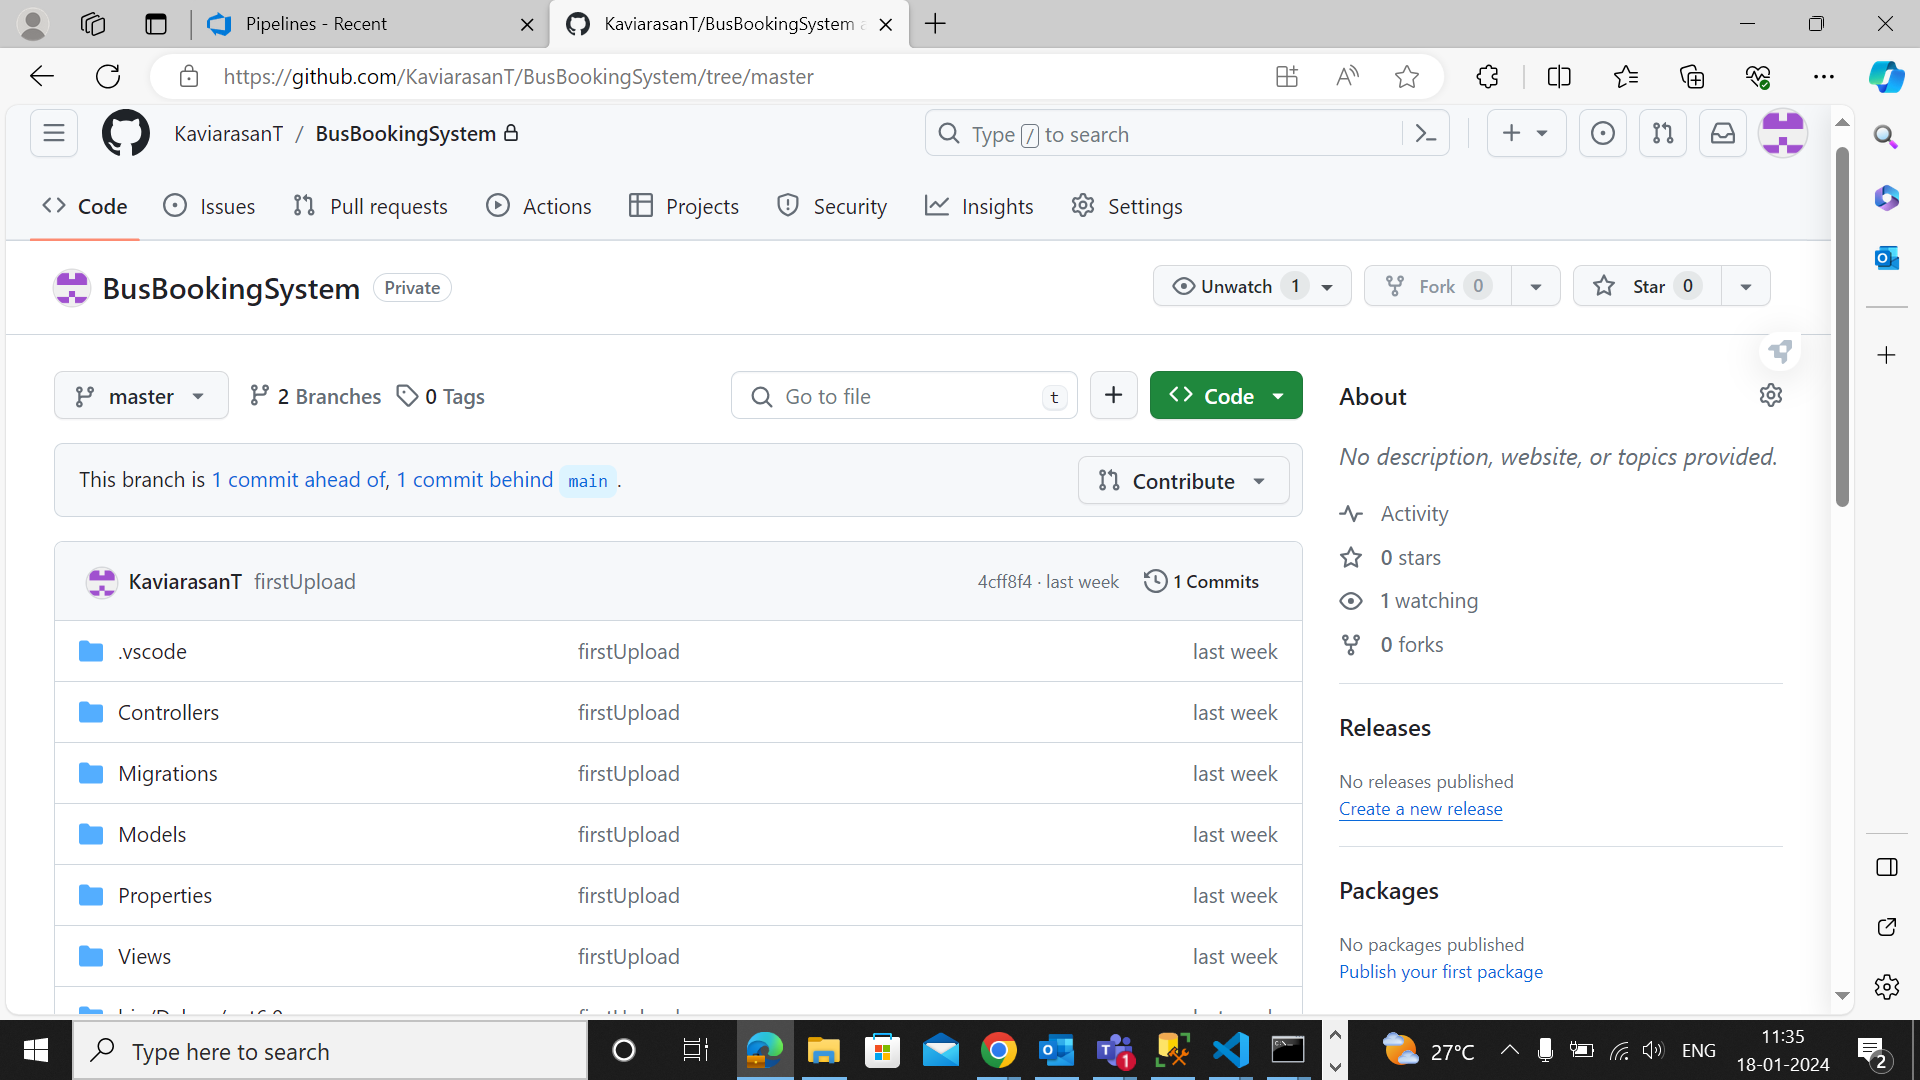 Pipelines - Recent
KaviarasanT/BusBookingSystem a
https://github.com/KaviarasanT/BusBookingSystem/tree/master
KaviarasanT / BusBookingSystem
Type / to search
Code
Issues
Pull requests
Actions
Projects
Security
Insights
Settings
BusBookingSystem
Private
Unwatch 1
Fork 0
Star 0
master
2 Branches
0 Tags
Go to file t
Code
About
No description, website, or topics provided.
This branch is 1 commit ahead of, 1 commit behind main .
Contribute
Activity
0 stars
1 watching
0 forks
KaviarasanT firstUpload 4cff8f4 · last week 1 Commits
.vscode firstUpload last week
Controllers firstUpload last week
Migrations firstUpload last week
Models firstUpload last week
Properties firstUpload last week
Views firstUpload last week
Releases
No releases published
Create a new release
Packages
No packages published
Publish your first package
Type here to search
1
27°C
ENG
11:35
18-01-2024
2